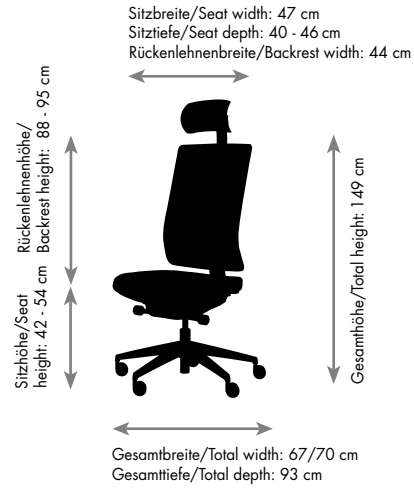 Sitzbreite/Seat width: 47 cm
Sitztiefe/Seat depth: 40 - 46 cm
Rückenlehnenbreite/Backrest width: 44 cm
Rückenlehnenhöhe/
Backrest height: 88 - 95 cm
Sitzhöhe/Seat
height: 42 - 54 cm
Gesamthöhe/Total height: 149 cm
Gesamtbreite/Total width: 67/70 cm
Gesamttiefe/Total depth: 93 cm